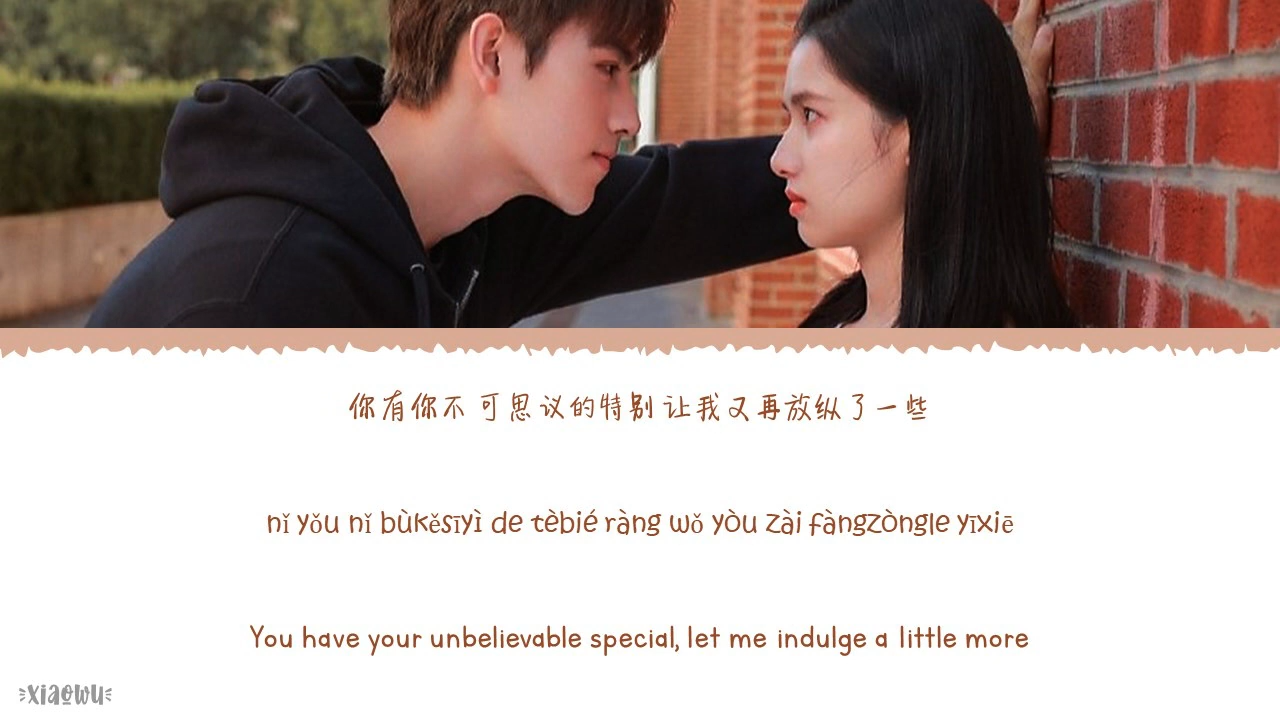 你有你不可思议的特别让我又再放纵了一些
nǐ yǒu nǐ bùkěsīyì de tèbié ràng wǒ yòu zài fàngzòngle yīxiē
You have your unbelievable special, let me indulge a little more
xiaowu